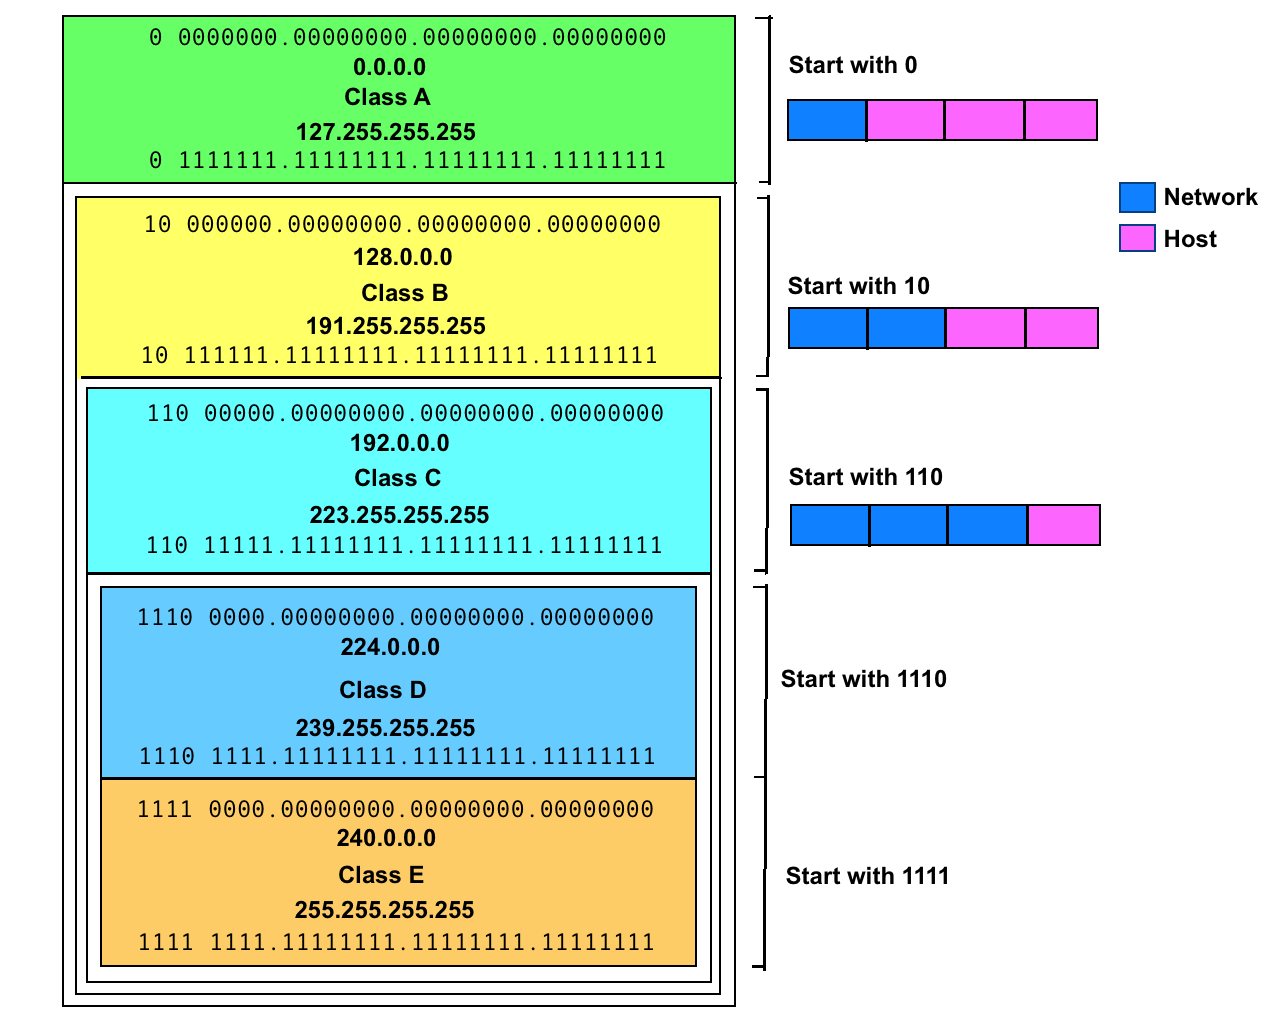 0 0000000.00000000.00000000.00000000
0.0.0.0
Class A
127.255.255.255
0 1111111.11111111.11111111.11111111
Start with 0
Network
Host
10 000000.00000000.00000000.00000000
128.0.0.0
Class B
191.255.255.255
10 111111.11111111.11111111.11111111
Start with 10
110 00000.00000000.00000000.00000000
192.0.0.0
Class C
223.255.255.255
110 11111.11111111.11111111.11111111
Start with 110
1110 0000.00000000.00000000.00000000
224.0.0.0
Class D
239.255.255.255
1110 1111.11111111.11111111.11111111
Start with 1110
1111 0000.00000000.00000000.00000000
240.0.0.0
Class E
255.255.255.255
1111 1111.11111111.11111111.11111111
Start with 1111